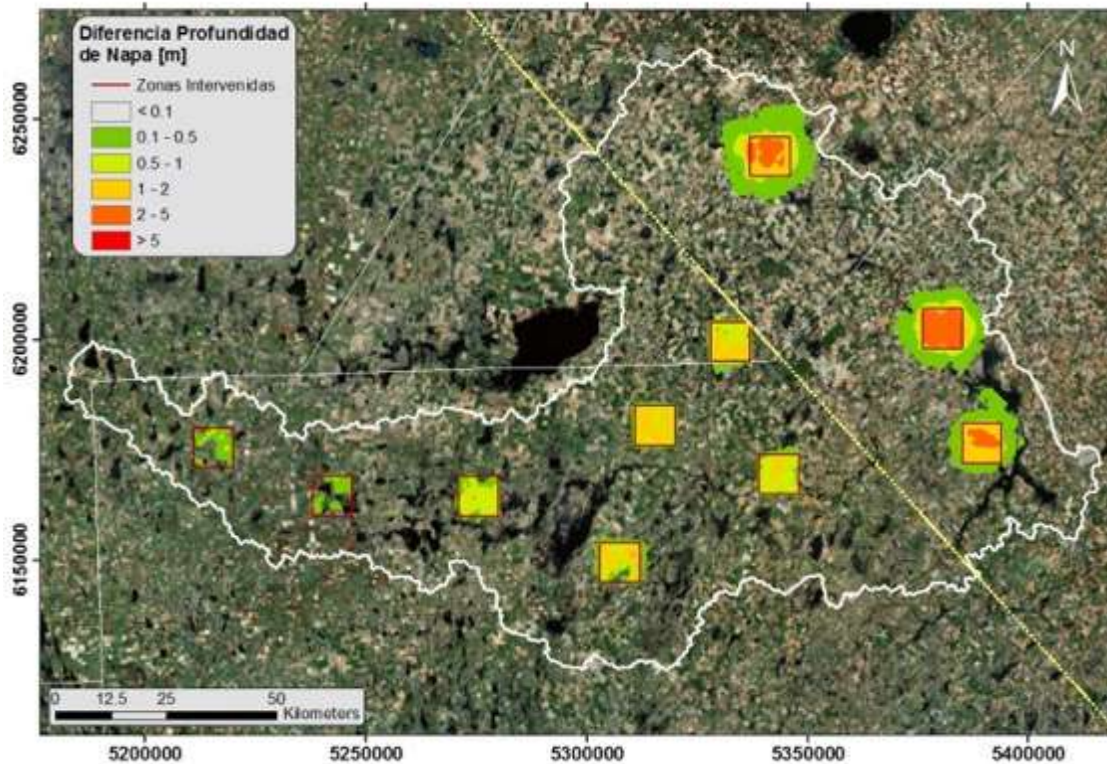 Diferencia Profundidad
de Napa [m]
Zonas Intervenidas
< 0.1
0.1 - 0.5
0.5 - 1
1 - 2
2 - 5
> 5
N
6250000
6200000
6150000
0 12.5 25 50
Kilometers
5200000 5250000 5300000 5350000 5400000